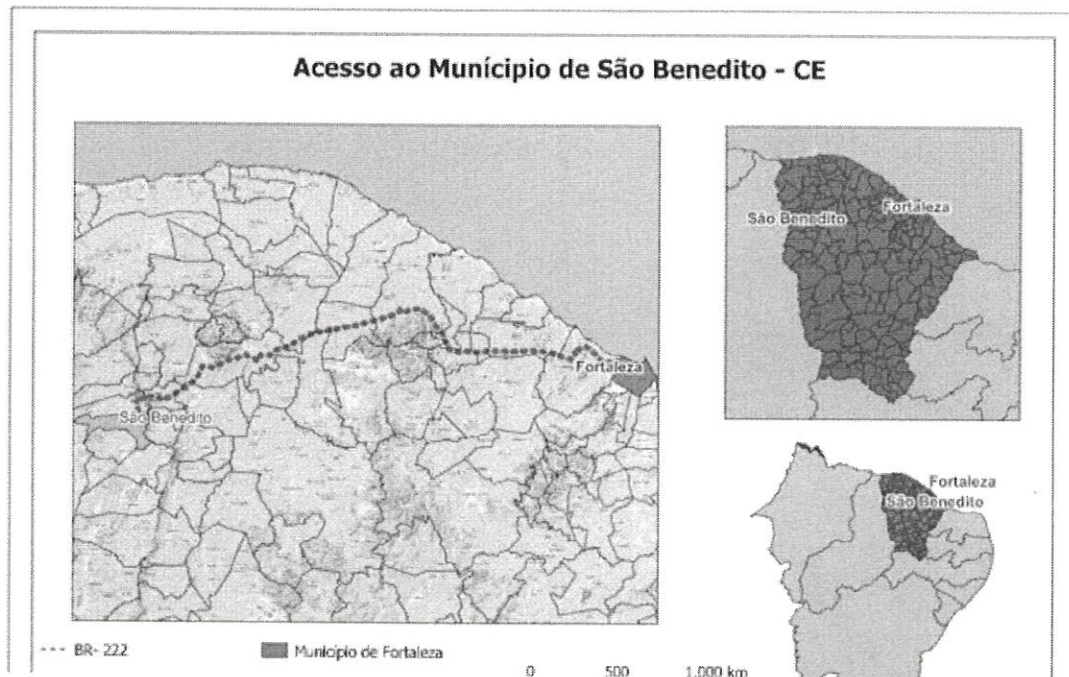 Acesso ao Munícipio de São Benedito - CE
São Benedito
Fortaleza
São Benedito
Fortaleza
Fortaleza
São Benedito
BR- 222
Município de Fortaleza
0 500 1.000 km